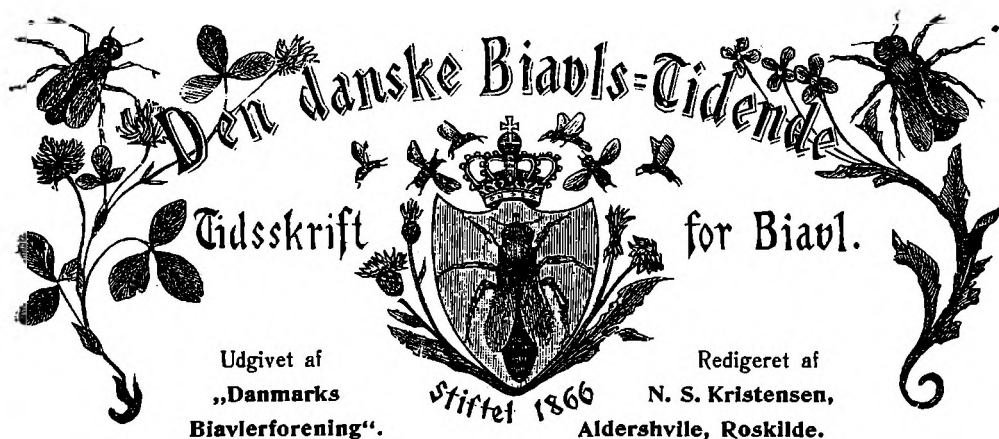 Den danske Biavls=Tidende
Tidsskrift for Biavl.
Udgivet af
„Danmarks
Biavlerforening“.
Stiftet 1866
Redigeret af
N. S. Kristensen,
Aldershvile, Roskilde.